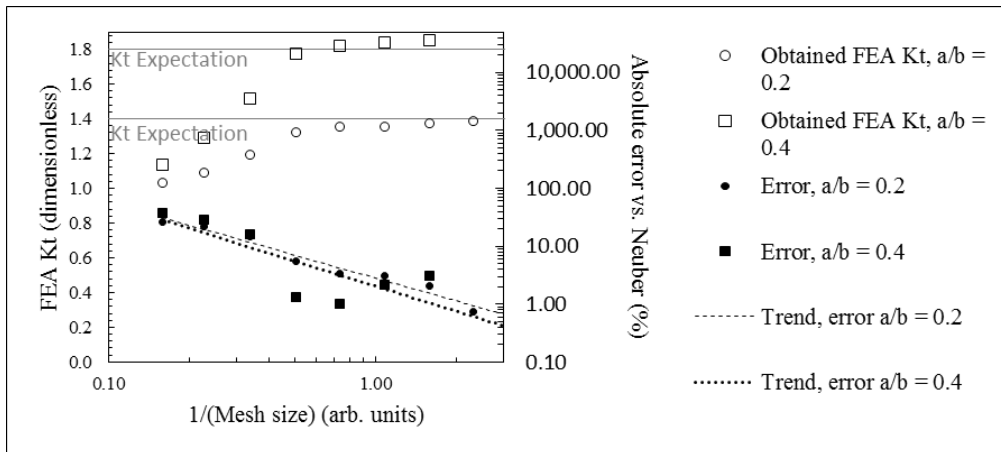 1.8
1.6
1.4
1.2
1.0
0.8
0.6
0.4
0.2
0.0
FEA Kt (dimensionless)
Kt Expectation
Kt Expectation
0.10
1.00
1/(Mesh size) (arb. units)
10,000.00
1,000.00
100.00
10.00
1.00
0.10
Absolute error vs. Neuber (%)
Obtained FEA Kt, a/b =
0.2
Obtained FEA Kt, a/b =
0.4
Error, a/b = 0.2
Error, a/b = 0.4
Trend, error a/b = 0.2
Trend, error a/b = 0.4